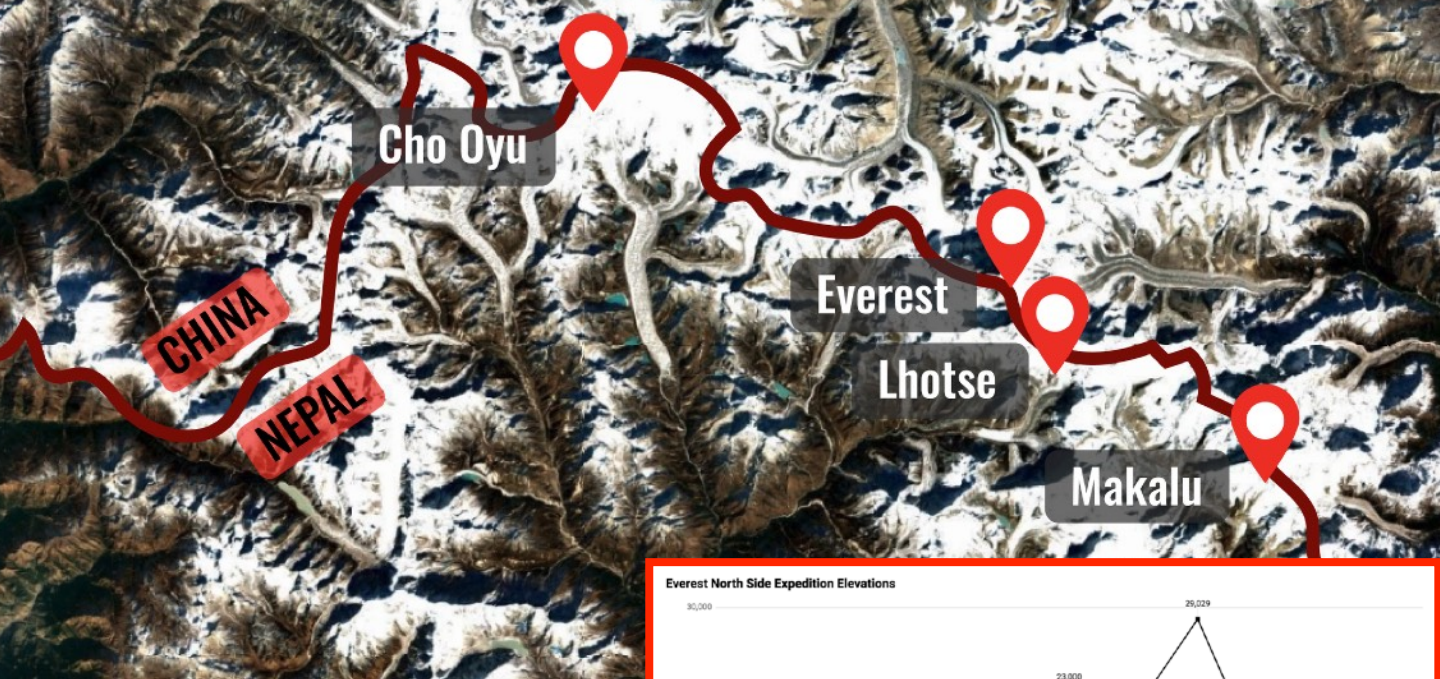 Cho Oyu
CHINA
Everest
NEPAL
Lhotse
Makalu
Everest North Side Expedition Elevations
30,000
29,029
23,000